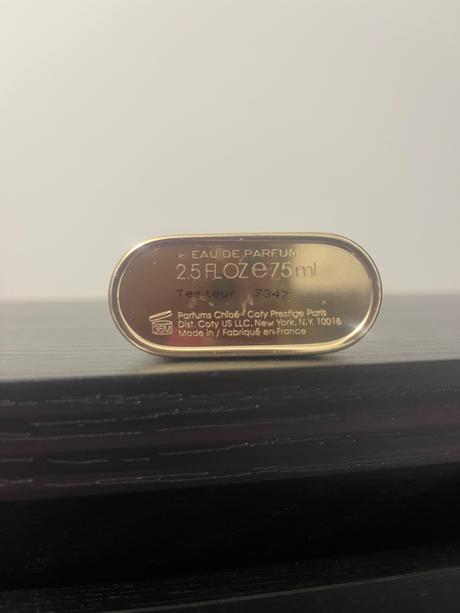 EAU DE PARFUM
2.5 FL OZ ℮ 75 ml
Testeur 7347
Parfums Chloé - Coty Prestige Paris
Dist. Coty US LLC, New York, N.Y. 10016
Made in / Fabriqué en France
36M